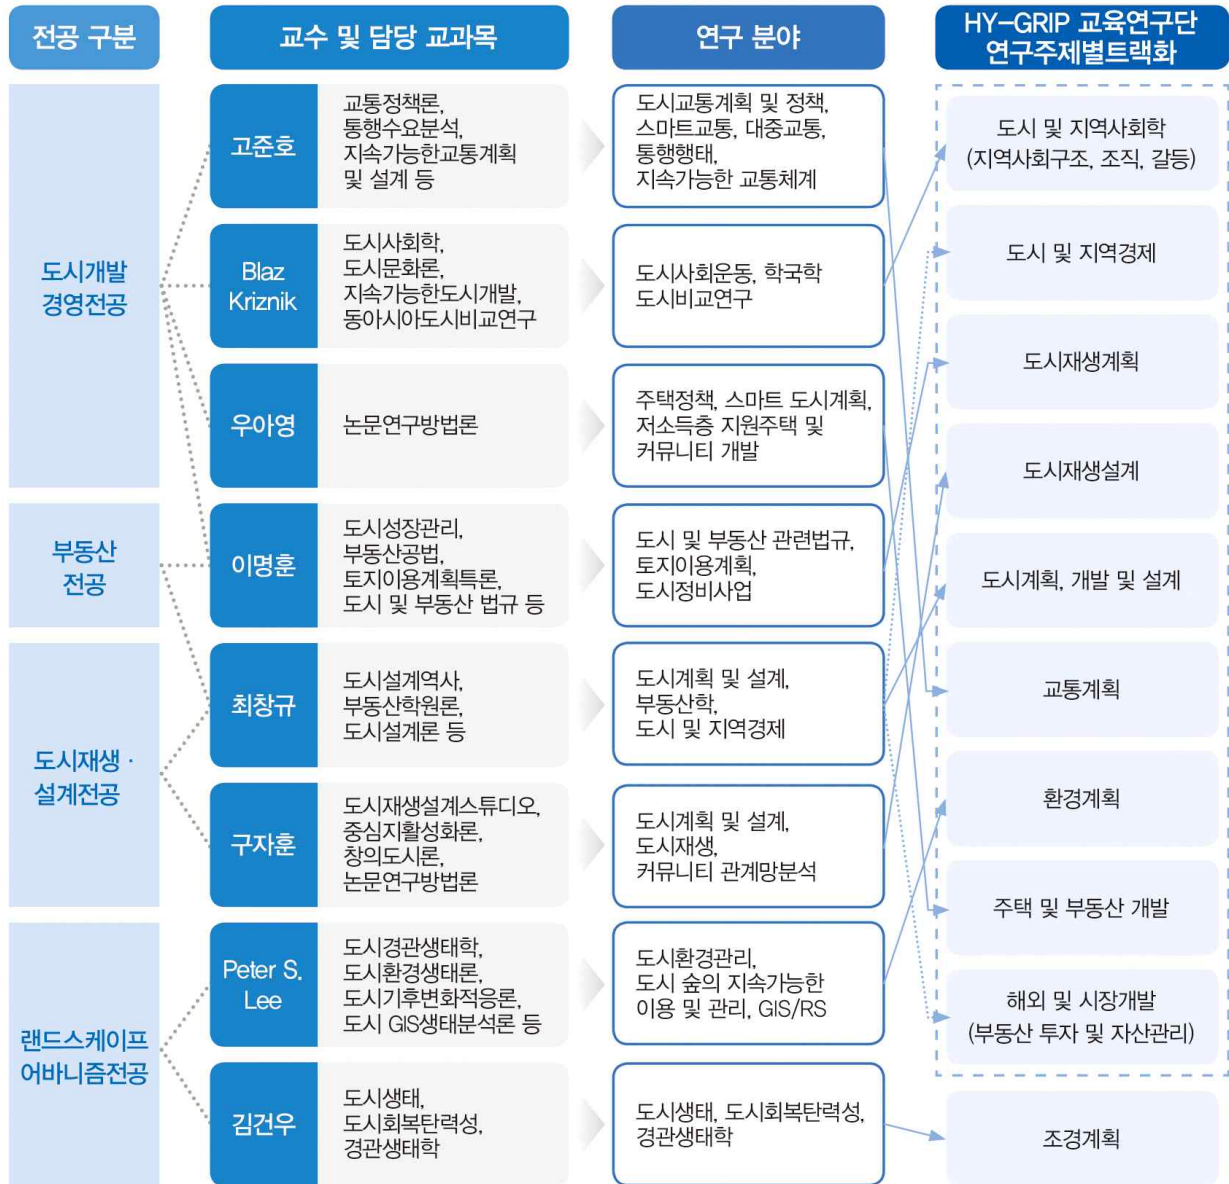 전공 구분
교수 및 담당 교과목
연구 분야
HY-GRIP 교육연구단
연구주제별트랙화
도시개발
경영전공
고준호
교통정책론,
통행수요분석,
지속가능한교통계획
및 설계 등
도시교통계획 및 정책,
스마트교통, 대중교통,
통행행태,
지속가능한 교통체계
Blaz
Kriznik
도시사회학,
도시문화론,
지속가능한도시개발,
동아시아도시비교연구
도시사회운동, 학국학
도시비교연구
우아영
논문연구방법론
주택정책, 스마트 도시계획,
저소득층 지원주택 및
커뮤니티 개발
부동산
전공
이명훈
도시성장관리,
부동산공법,
토지이용계획특론,
도시 및 부동산 법규 등
도시 및 부동산 관련법규,
토지이용계획,
도시정비사업
도시재생·
설계전공
최창규
도시설계역사,
부동산학원론,
도시설계론 등
도시계획 및 설계,
부동산학,
도시 및 지역경제
구자훈
도시재생설계스튜디오,
중심지활성화론,
창의도시론,
논문연구방법론
도시계획 및 설계,
도시재생,
커뮤니티 관계망분석
랜드스케이프
어바니즘전공
Peter S.
Lee
도시경관생태학,
도시환경생태론,
도시기후변화적응론,
도시 GIS생태분석론 등
도시환경관리,
도시 숲의 지속가능한
이용 및 관리, GIS/RS
김건우
도시생태,
도시회복탄력성,
경관생태학
도시생태, 도시회복탄력성,
경관생태학
도시 및 지역사회학
(지역사회구조, 조직, 갈등)
도시 및 지역경제
도시재생계획
도시재생설계
도시계획, 개발 및 설계
교통계획
환경계획
주택 및 부동산 개발
해외 및 시장개발
(부동산 투자 및 자산관리)
조경계획